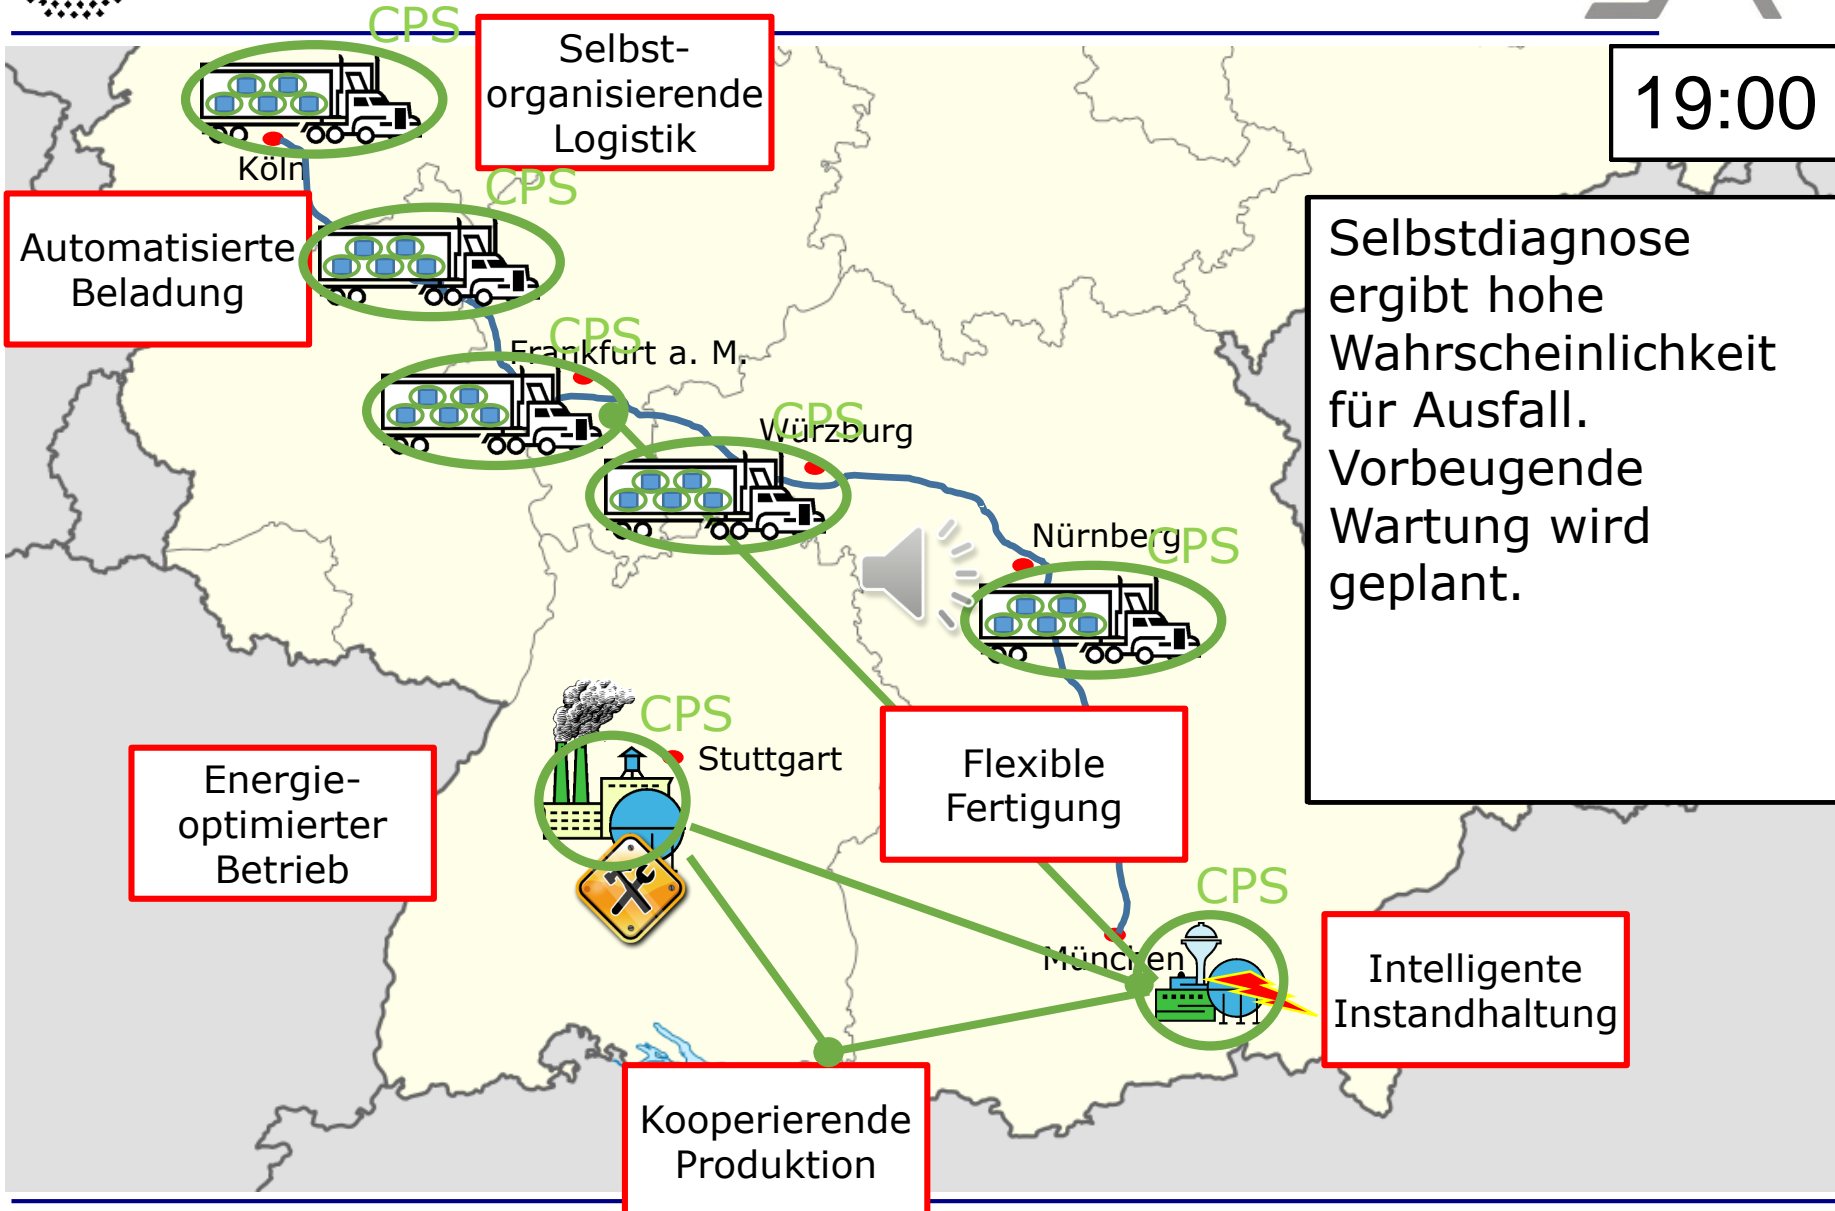 CPS
Selbst-
organisierende
Logistik
19:00
Köln
CPS
Automatisierte
Beladung
Selbstdiagnose
ergibt hohe
Wahrscheinlichkeit
für Ausfall.
Vorbeugende
Wartung wird
geplant.
CPS
Frankfurt a. M.
CPS
Würzburg
Nürnberg
CPS
CPS
Stuttgart
Energie-
optimierter
Betrieb
Flexible
Fertigung
CPS
München
Intelligente
Instandhaltung
Kooperierende
Produktion